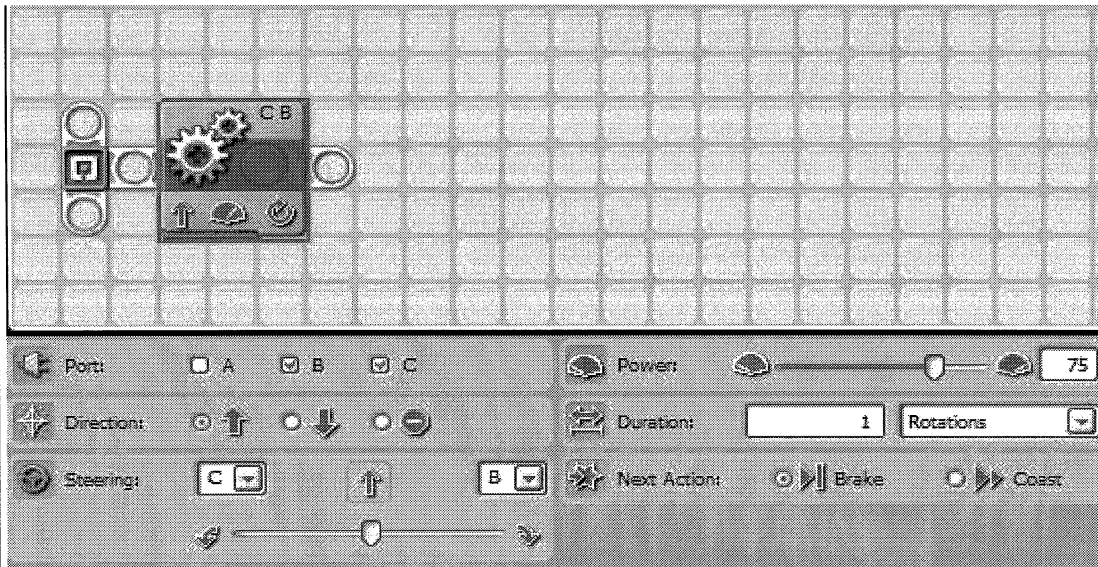 C B
Port: A B C
Power: 75
Direction:
Duration: 1 Rotations
Steering: C B
Next Action: Brake Coast